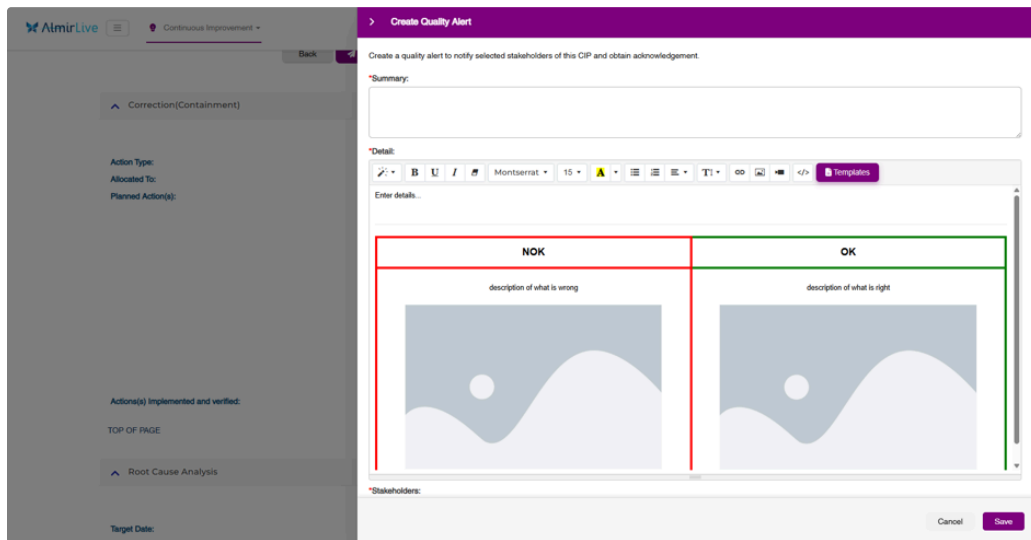 AlmirLive
Continuous Improvement
Back
Correction(Containment)
Action Type:
Allocated To:
Planned Action(s):
Actions(s) Implemented and verified:
TOP OF PAGE
Root Cause Analysis
Target Date:
Create Quality Alert
Create a quality alert to notify selected stakeholders of this CIP and obtain acknowledgement.
*Summary:
*Detail:
B U I Montserrat 15 A T </> Templates
Enter details...
NOK OK
description of what is wrong description of what is right
*Stakeholders:
Cancel Save